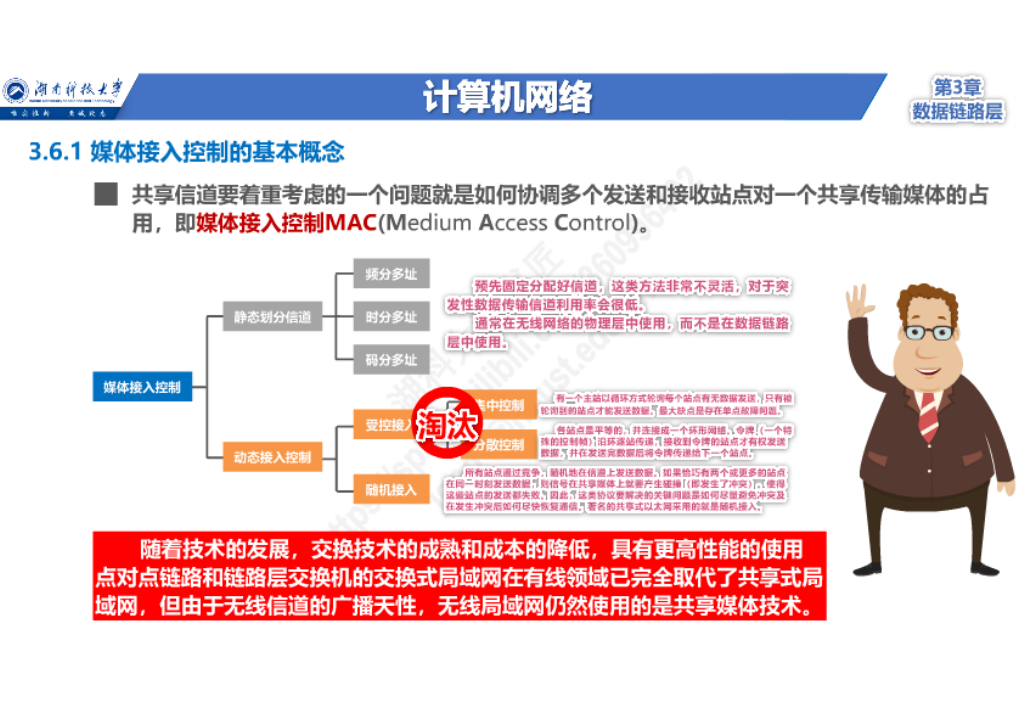 湖南科技大学
计算机网络
第3章
数据链路层
3.6.1 媒体接入控制的基本概念
共享信道要着重考虑的一个问题就是如何协调多个发送和接收站点对一个共享传输媒体的占
用，即媒体接入控制MAC(Medium Access Control)。
媒体接入控制
静态划分信道
频分多址
时分多址
码分多址
预先固定分配好信道，这类方法非常不灵活，对于突
发性数据传输信道利用率会很低。
通常在无线网络的物理层中使用，而不是在数据链路
层中使用。
动态接入控制
受控接入
淘汰
集中控制
有一个主站以循环方式轮询每个站点有无数据发送，只有被
轮询到的站点才能发送数据。最大缺点是存在单点故障问题。
分散控制
各站点是平等的，并连接成一个环形网络。令牌（一个特
殊的控制帧）沿环逐站传递，接收到令牌的站点才有权发送
数据，并在发送完数据后将令牌传递给下一个站点。
随机接入
所有站点通过竞争，随机地在信道上发送数据。如果恰巧有两个或更多的站点
在同一时刻发送数据，则信号在共享媒体上就要产生碰撞（即发生了冲突），使得
这些站点的发送都失败。因此，这类协议要解决的关键问题是如何尽量避免冲突及
在发生冲突后如何尽快恢复通信。著名的共享式以太网采用的就是随机接入。
随着技术的发展，交换技术的成熟和成本的降低，具有更高性能的使用
点对点链路和链路层交换机的交换式局域网在有线领域已完全取代了共享式局
域网，但由于无线信道的广播天性，无线局域网仍然使用的是共享媒体技术。